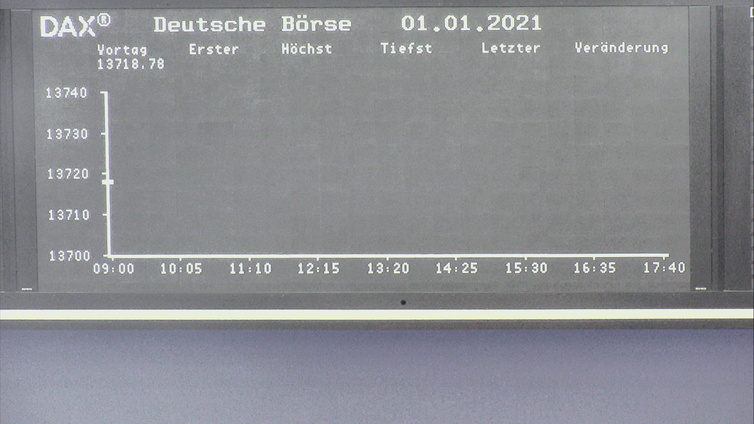 DAX® Deutsche Börse 01.01.2021
Vortag Erster Höchst Tiefst Letzter Veränderung
13718.78
13740
13730
13720
13710
13700
09:00 10:05 11:10 12:15 13:20 14:25 15:30 16:35 17:40